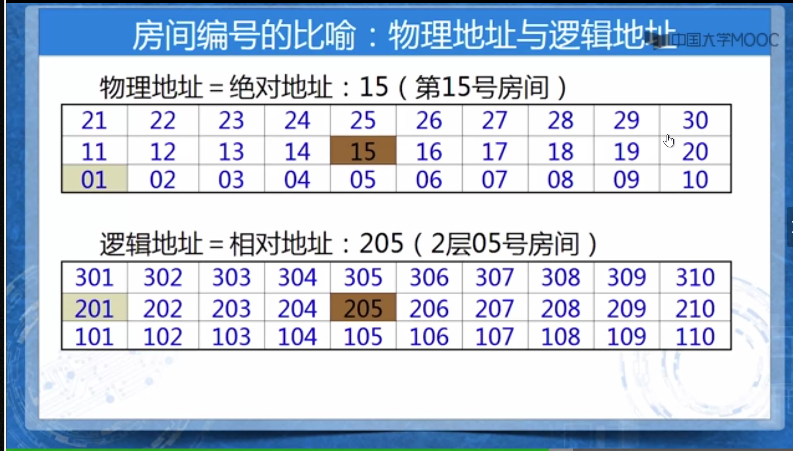 房间编号的比喻：物理地址与逻辑地址
中国大学MOOC
物理地址＝绝对地址：15（第15号房间）
21 22 23 24 25 26 27 28 29 30
11 12 13 14 15 16 17 18 19 20
01 02 03 04 05 06 07 08 09 10
逻辑地址＝相对地址：205（2层05号房间）
301 302 303 304 305 306 307 308 309 310
201 202 203 204 205 206 207 208 209 210
101 102 103 104 105 106 107 108 109 110